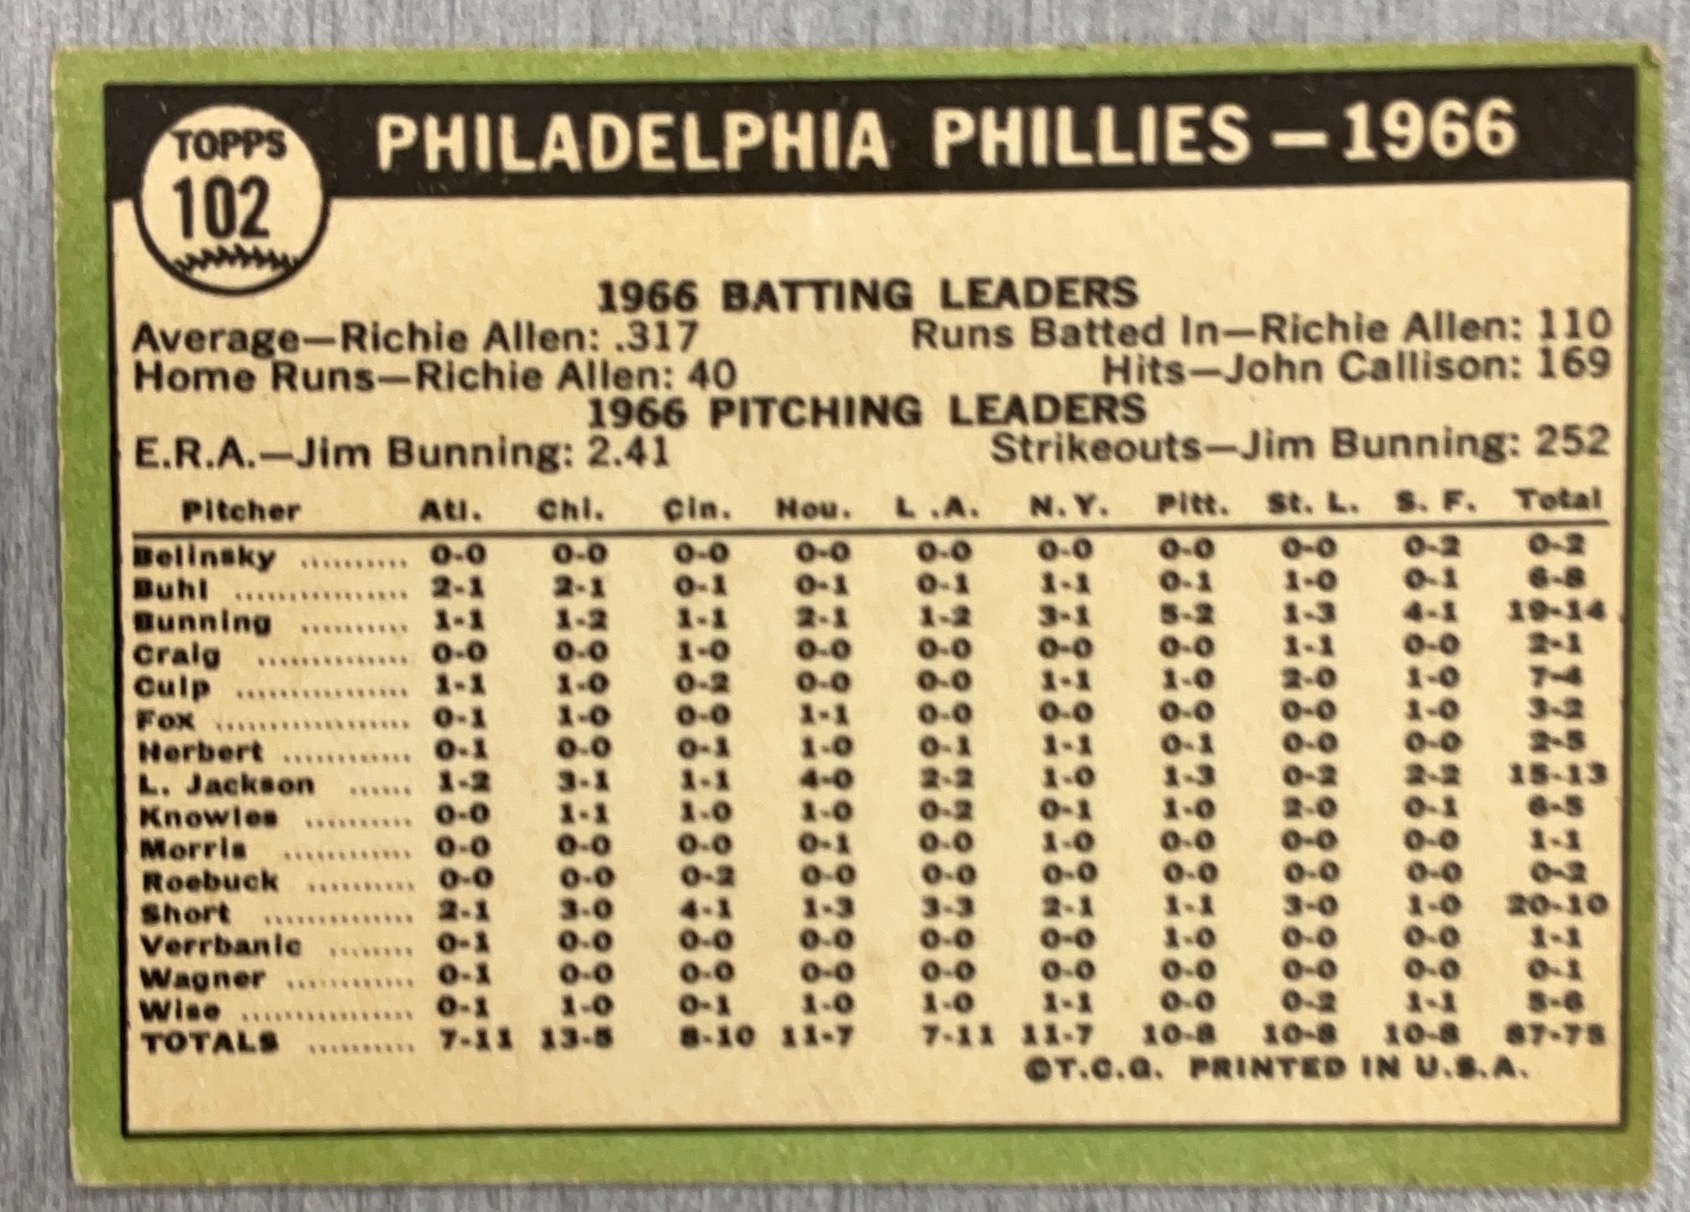 TOPPS
102
PHILADELPHIA PHILLIES—1966
1966 BATTING LEADERS
Average—Richie Allen: .317 Runs Batted In—Richie Allen: 110
Home Runs—Richie Allen: 40 Hits—John Callison: 169
1966 PITCHING LEADERS
E.R.A.—Jim Bunning: 2.41 Strikeouts—Jim Bunning: 252
Pitcher Atl. Chi. Cin. Hou. L .A. N.Y. Pitt. St. L. S. F. Total
Belinsky .......... 0-0 0-0 0-0 0-0 0-0 0-0 0-0 0-0 0-2 0-2
Buhl ................ 2-1 2-1 0-1 0-1 0-1 1-1 0-1 1-0 0-1 6-8
Bunning .......... 1-1 1-2 1-1 2-1 1-2 3-1 5-2 1-3 4-1 19-14
Craig .............. 0-0 0-0 1-0 0-0 0-0 0-0 0-0 1-1 0-0 2-1
Culp ................ 1-1 1-0 0-2 0-0 0-0 1-1 1-0 2-0 1-0 7-4
Fox .................. 0-1 1-0 0-0 1-1 0-0 0-0 0-0 0-0 1-0 3-2
Herbert ............ 0-1 0-0 0-1 1-0 0-1 1-1 0-1 0-0 0-0 2-5
L. Jackson ...... 1-2 3-1 1-1 4-0 2-2 1-0 1-3 0-2 2-2 15-13
Knowles .......... 0-0 1-1 1-0 1-0 0-2 0-1 1-0 2-0 0-1 6-5
Morris ............ 0-0 0-0 0-0 0-1 0-0 1-0 0-0 0-0 0-0 1-1
Roebuck .......... 0-0 0-0 0-2 0-0 0-0 0-0 0-0 0-0 0-0 0-2
Short .............. 2-1 3-0 4-1 1-3 3-3 2-1 1-1 3-0 1-0 20-10
Verrbanic ........ 0-1 0-0 0-0 0-0 0-0 0-0 1-0 0-0 0-0 1-1
Wagner ............ 0-1 0-0 0-0 0-0 0-0 0-0 0-0 0-0 0-0 0-1
Wise ................ 0-1 1-0 0-1 1-0 1-0 1-1 0-0 0-2 1-1 5-6
TOTALS .......... 7-11 13-5 8-10 11-7 7-11 11-7 10-8 10-8 10-8 87-75
©T.C.G. PRINTED IN U.S.A.